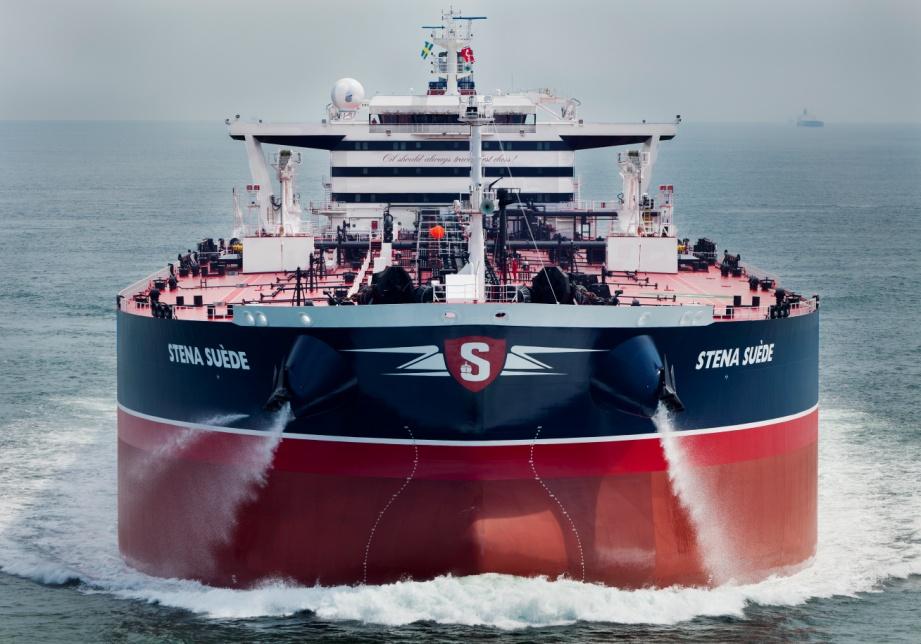 Oil should always travel first class!
STENA SUÈDE
S
STENA SUÈDE